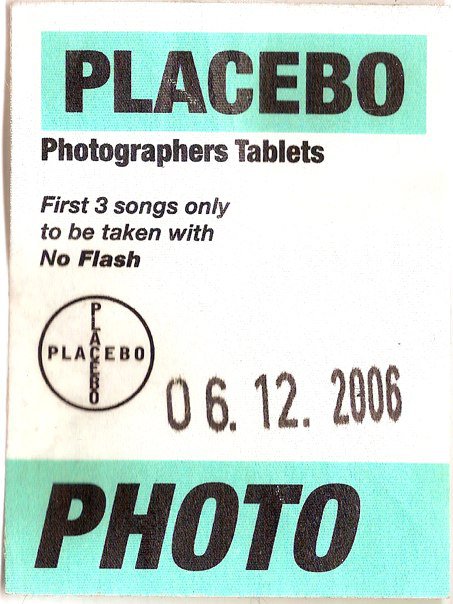 PLACEBO
Photographers Tablets
First 3 songs only
to be taken with
No Flash
PLACEBO
PLACEBO
06. 12. 2006
PHOTO